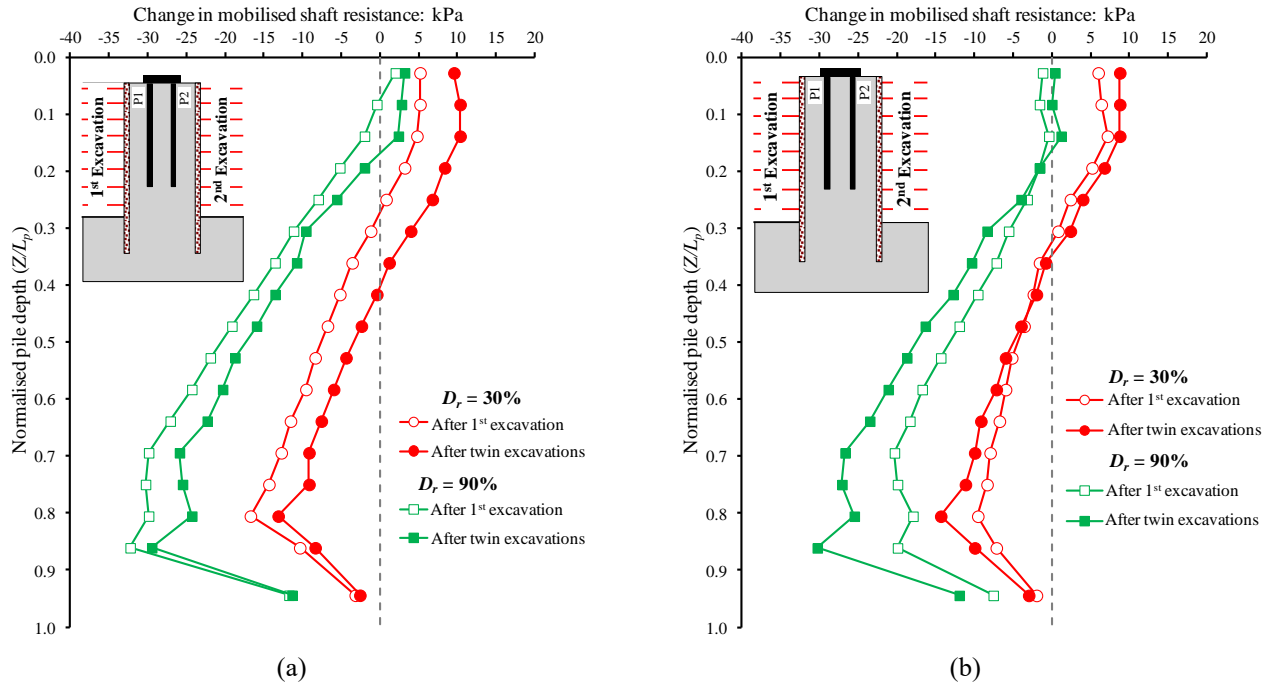 Change in mobilised shaft resistance: kPa
-40 -35 -30 -25 -20 -15 -10 -5 0 5 10 15 20
0.0
0.1
0.2
0.3
0.4
0.5
0.6
0.7
0.8
0.9
1.0
Normalised pile depth (Z/Lp)
1st Excavation
P1
P2
2nd Excavation
Dr = 30%
After 1st excavation
After twin excavations
Dr = 90%
After 1st excavation
After twin excavations
(a)
Change in mobilised shaft resistance: kPa
-40 -35 -30 -25 -20 -15 -10 -5 0 5 10 15 20
0.0
0.1
0.2
0.3
0.4
0.5
0.6
0.7
0.8
0.9
1.0
Normalised pile depth (Z/Lp)
1st Excavation
P1
P2
2nd Excavation
Dr = 30%
After 1st excavation
After twin excavations
Dr = 90%
After 1st excavation
After twin excavations
(b)